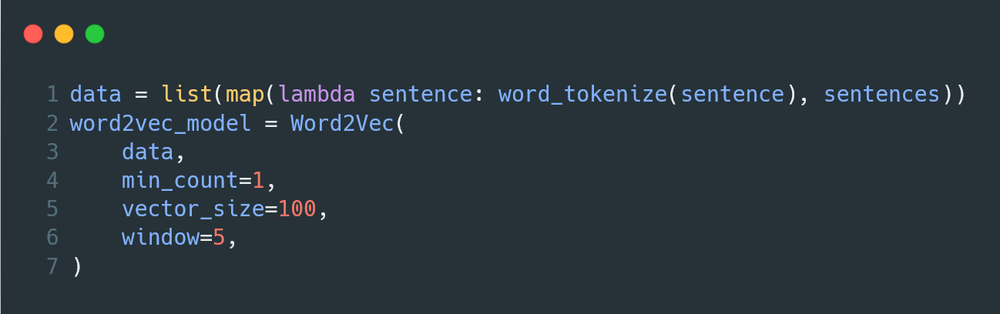 1 data = list(map(lambda sentence: word_tokenize(sentence), sentences))
2 word2vec_model = Word2Vec(
3     data,
4     min_count=1,
5     vector_size=100,
6     window=5,
7 )